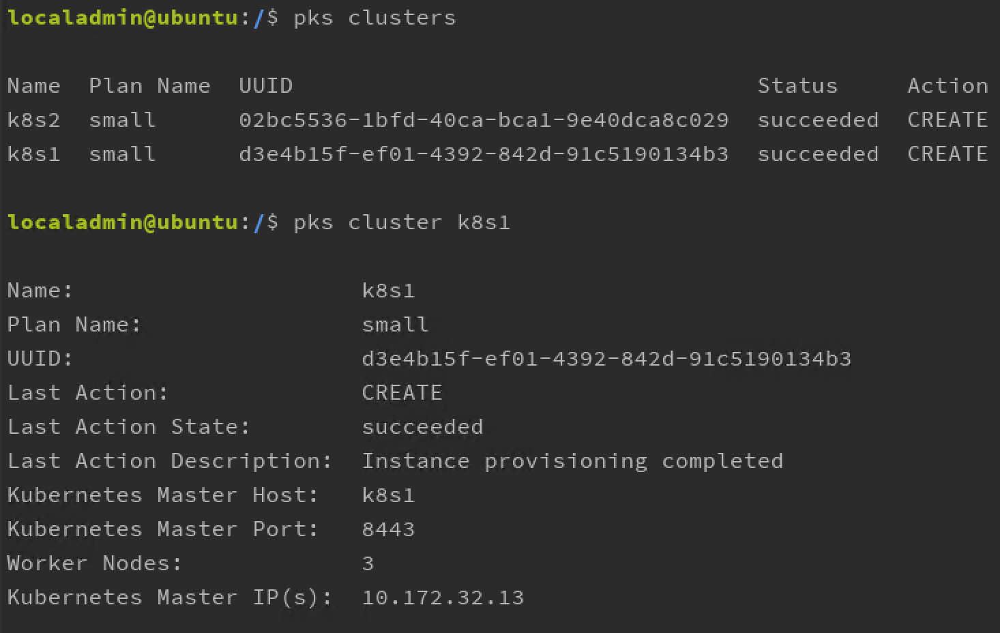 localadmin@ubuntu:/$ pks clusters
Name  Plan Name  UUID                                  Status     Action
k8s2  small      02bc5536-1bfd-40ca-bca1-9e40dca8c029  succeeded  CREATE
k8s1  small      d3e4b15f-ef01-4392-842d-91c5190134b3  succeeded  CREATE
localadmin@ubuntu:/$ pks cluster k8s1
Name:                     k8s1
Plan Name:                small
UUID:                     d3e4b15f-ef01-4392-842d-91c5190134b3
Last Action:              CREATE
Last Action State:        succeeded
Last Action Description:  Instance provisioning completed
Kubernetes Master Host:   k8s1
Kubernetes Master Port:   8443
Worker Nodes:             3
Kubernetes Master IP(s):  10.172.32.13